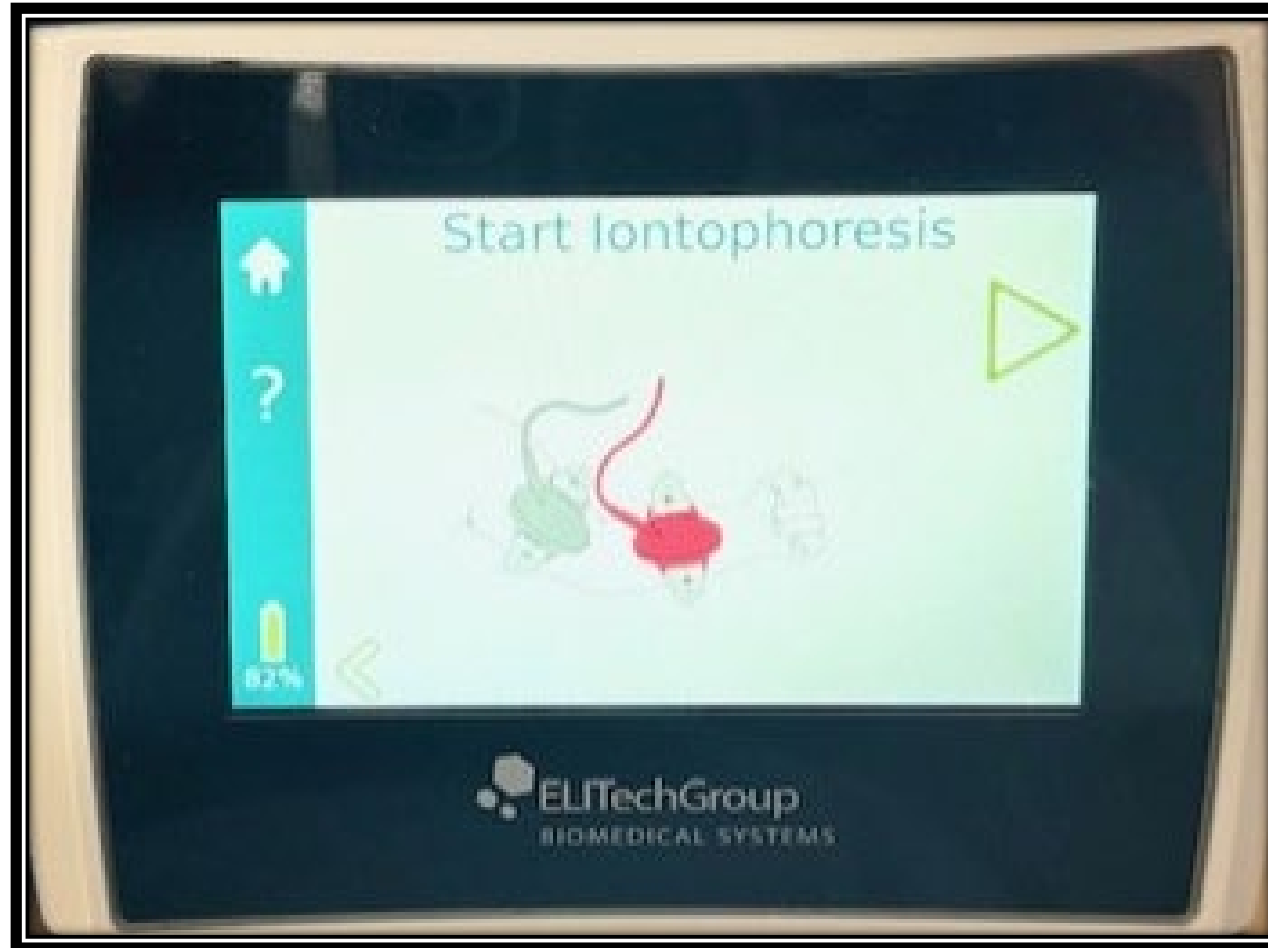 Start Iontophoresis
?
82%
ELITechGroup
BIOMEDICAL SYSTEMS